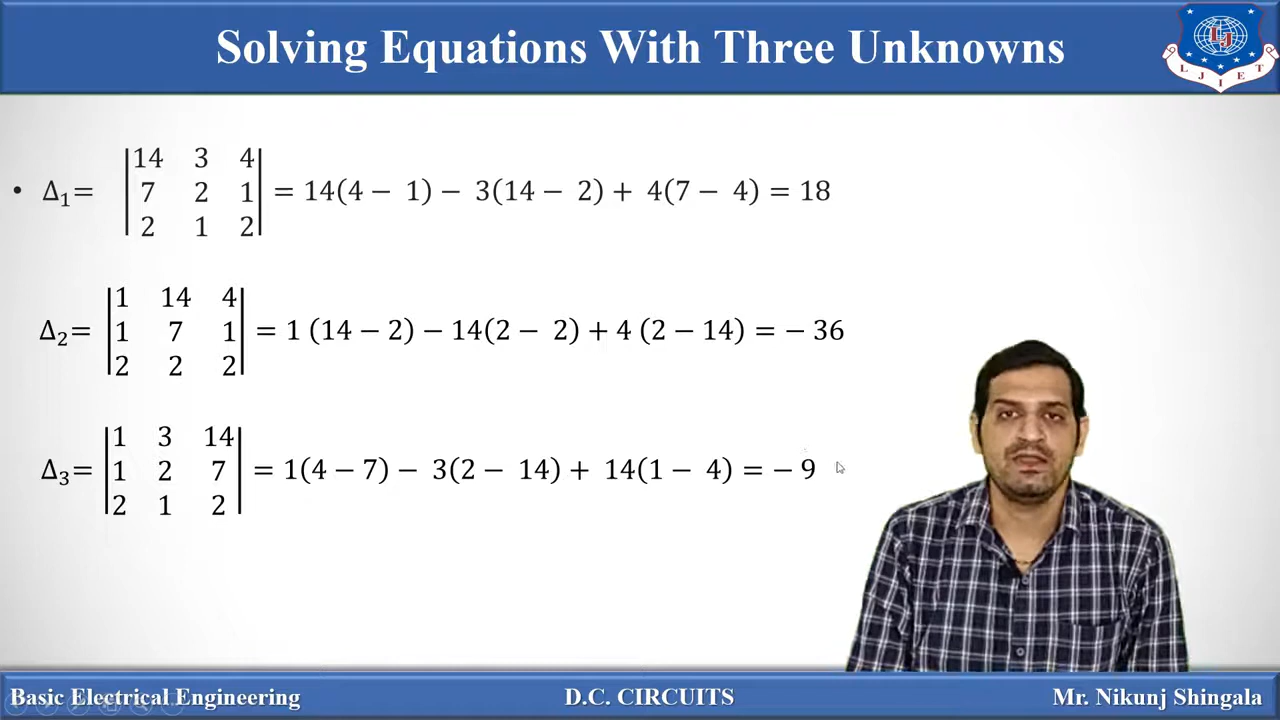 Solving Equations With Three Unknowns
L J I E T
• Δ₁= |14 3 4| = 14(4 − 1) − 3(14 − 2) + 4(7 − 4) = 18
|7 2 1|
|2 1 2|
Δ₂= |1 14 4| = 1 (14 − 2) − 14(2 − 2) + 4 (2 − 14) = − 36
|1 7 1|
|2 2 2|
Δ₃= |1 3 14| = 1(4 − 7) − 3(2 − 14) + 14(1 − 4) = − 9
|1 2 7|
|2 1 2|
Basic Electrical Engineering D.C. CIRCUITS Mr. Nikunj Shingala